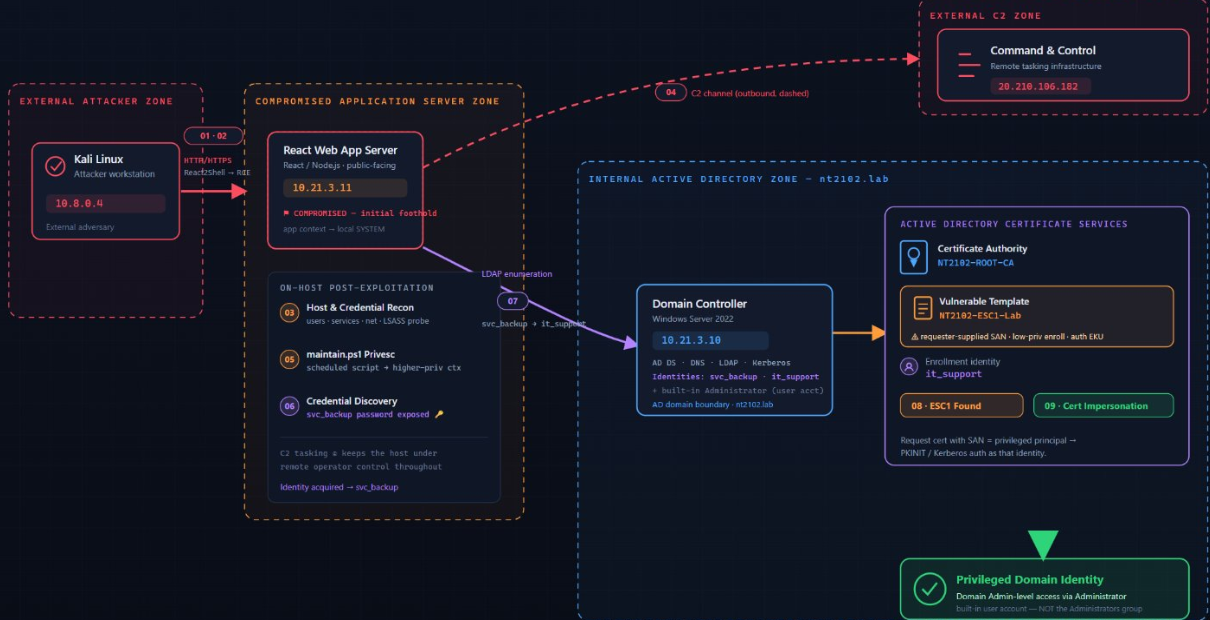 EXTERNAL C2 ZONE
Command & Control
Remote tasking infrastructure
20.210.106.182
04
C2 channel (outbound, dashed)
EXTERNAL ATTACKER ZONE
Kali Linux
Attacker workstation
10.8.0.4
External adversary
01 · 02
HTTP/HTTPS
React2Shell → RCE
COMPROMISED APPLICATION SERVER ZONE
React Web App Server
React / Node.js · public-facing
10.21.3.11
⚑ COMPROMISED — initial foothold
app context → local SYSTEM
ON-HOST POST-EXPLOITATION
03
Host & Credential Recon
users · services · net · LSASS probe
05
maintain.ps1 Privesc
scheduled script → higher-priv ctx
06
Credential Discovery
svc_backup password exposed 🔑
C2 tasking keeps the host under
remote operator control throughout
Identity acquired → svc_backup
LDAP enumeration
07
svc_backup → it_support
INTERNAL ACTIVE DIRECTORY ZONE — nt2102.lab
Domain Controller
Windows Server 2022
10.21.3.10
AD DS · DNS · LDAP · Kerberos
Identities: svc_backup · it_support
+ built-in Administrator (user acct)
AD domain boundary · nt2102.lab
ACTIVE DIRECTORY CERTIFICATE SERVICES
Certificate Authority
NT2102-ROOT-CA
Vulnerable Template
NT2102-ESC1-Lab
⚠ requester-supplied SAN · low-priv enroll · auth EKU
Enrollment identity
it_support
08 · ESC1 Found
09 · Cert Impersonation
Request cert with SAN = privileged principal →
PKINIT / Kerberos auth as that identity.
Privileged Domain Identity
Domain Admin-level access via Administrator
built-in user account — NOT the Administrators group